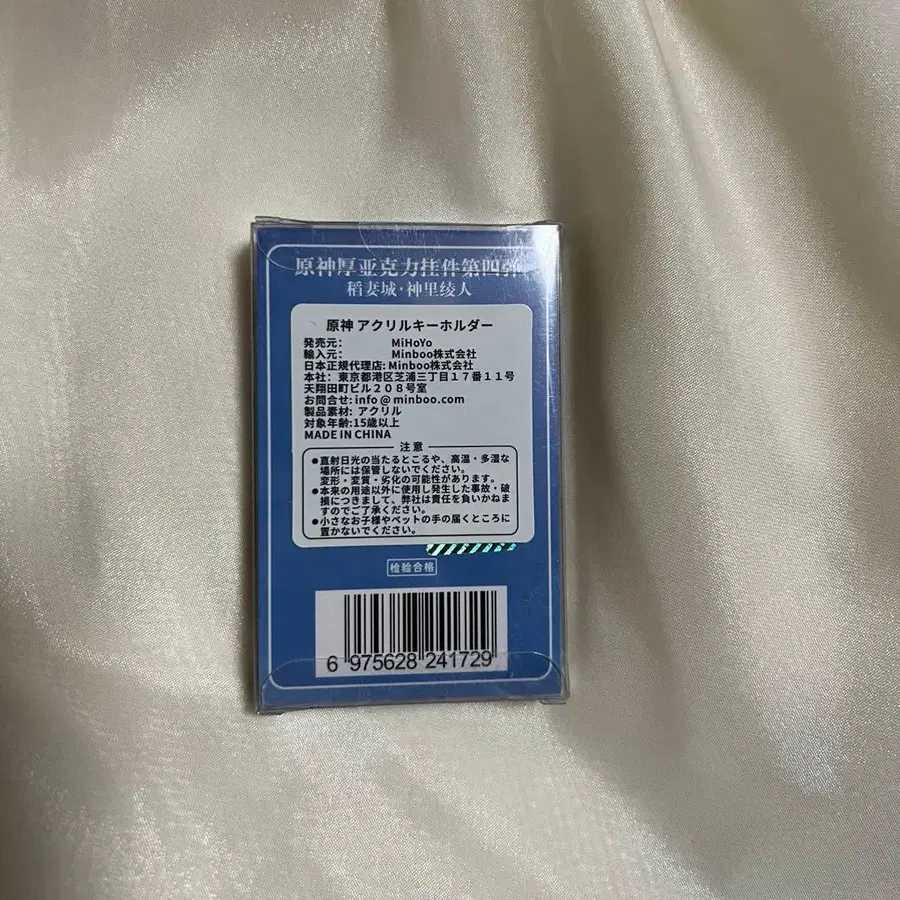 原神厚亚克力挂件第四弹
稻妻城·神里绫人
原神 アクリルキーホルダー
発売元: MiHoYo
輸入元: Minboo株式会社
日本正規代理店: Minboo株式会社
本社: 東京都港区芝浦三丁目17番11号
天翔田町ビル208号室
お問合せ: info@minboo.com
製品素材: アクリル
対象年齢:15歳以上
MADE IN CHINA
注意
●直射日光の当たるところや、高温・多湿な
場所には保管しないでください。
変形・変質・劣化の可能性があります。
●本来の用途以外に使用し発生した事故・破
損につきまして、弊社は責任を負いかねま
すのでご了承ください。
●小さなお子様やペットの手の届くところに
置かないでください。
检验合格
6 975628 241729